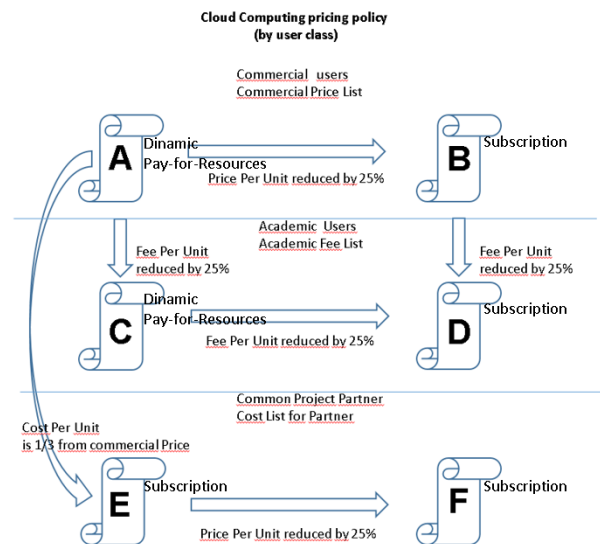 Cloud Computing pricing policy
(by user class)
Commercial users
Commercial Price List
A
Dinamic
Pay-for-Resources
B
Subscription
Price Per Unit reduced by 25%
Academic Users
Academic Fee List
Fee Per Unit
reduced by 25%
Fee Per Unit
reduced by 25%
C
Dinamic
Pay-for-Resources
D
Subscription
Fee Per Unit reduced by 25%
Common Project Partner
Cost List for Partner
Cost Per Unit
is 1/3 from commercial Price
E
Subscription
F
Subscription
Price Per Unit reduced by 25%